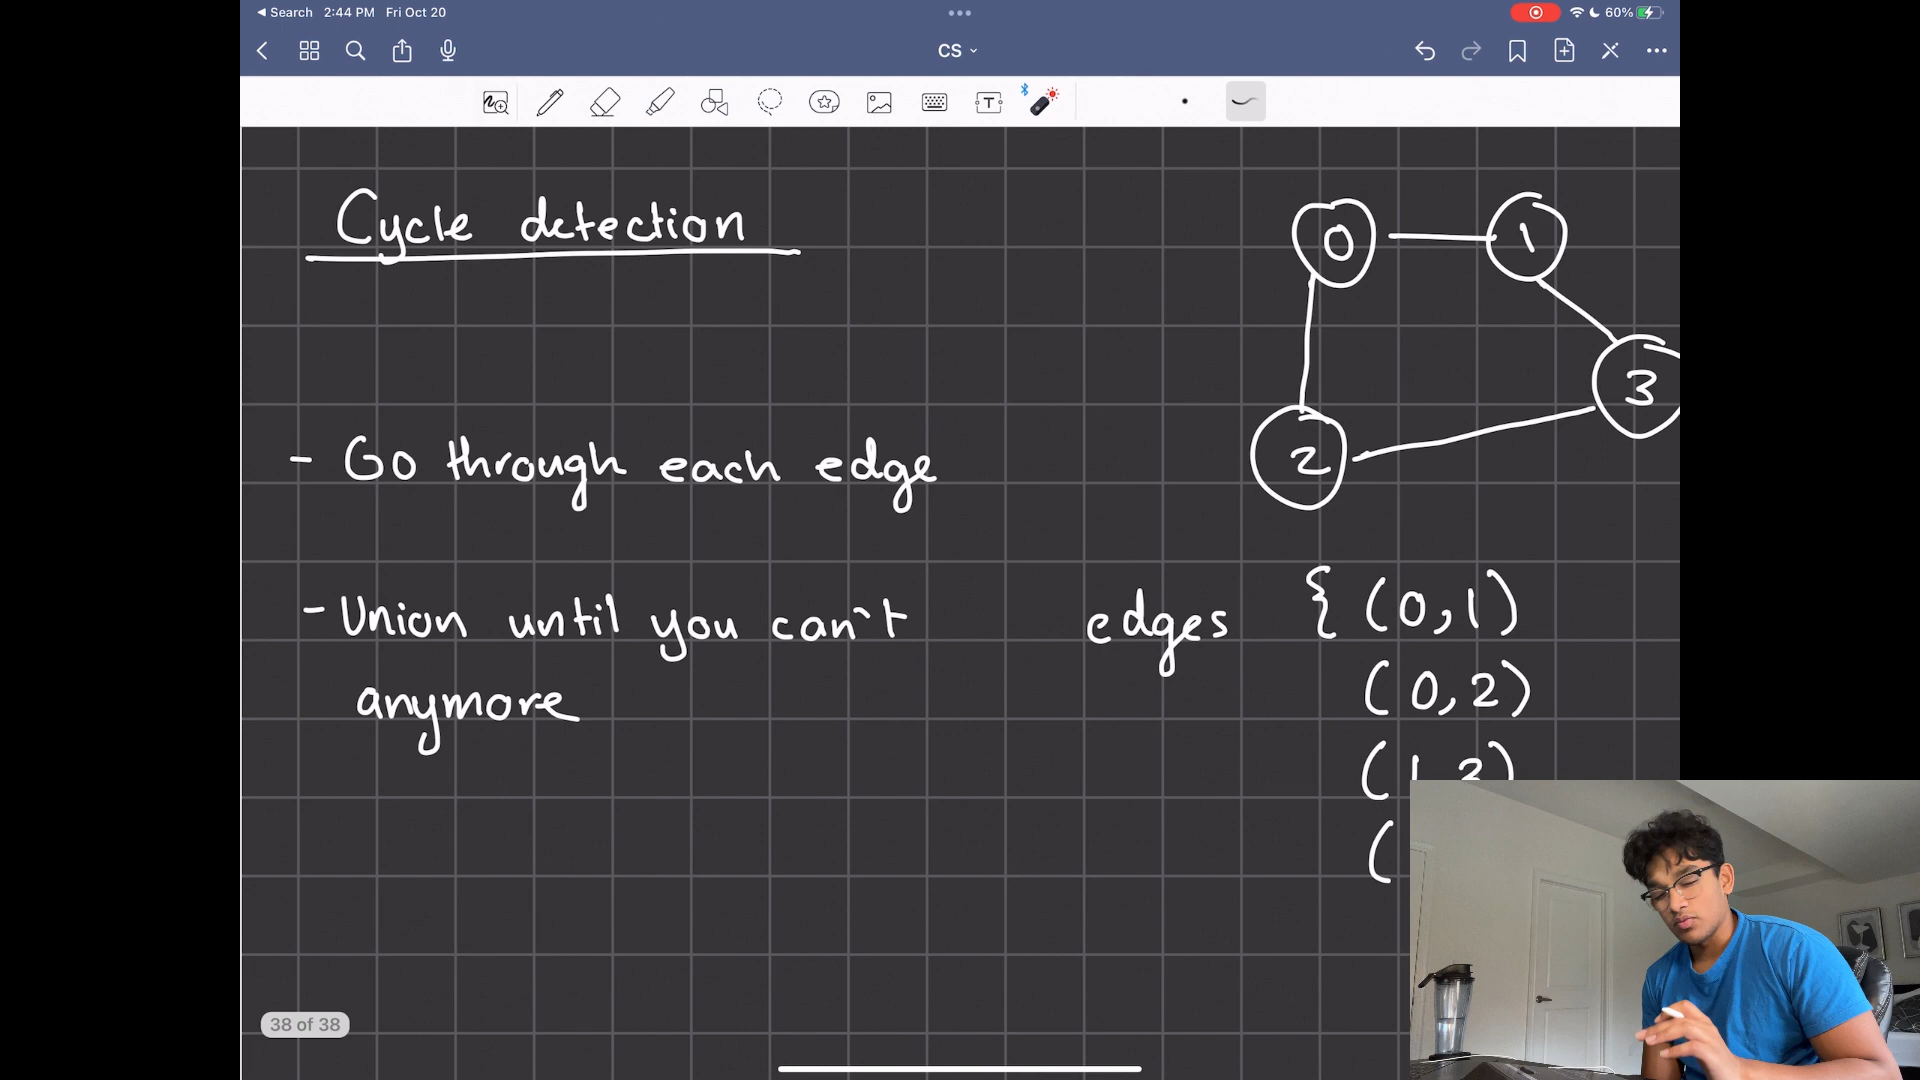 Search 2:44 PM Fri Oct 20
60%
CS
T
Cycle detection
0
1
3
2
- Go through each edge
- Union until you can't
anymore
edges { (0,1)
(0,2)
(
(
38 of 38